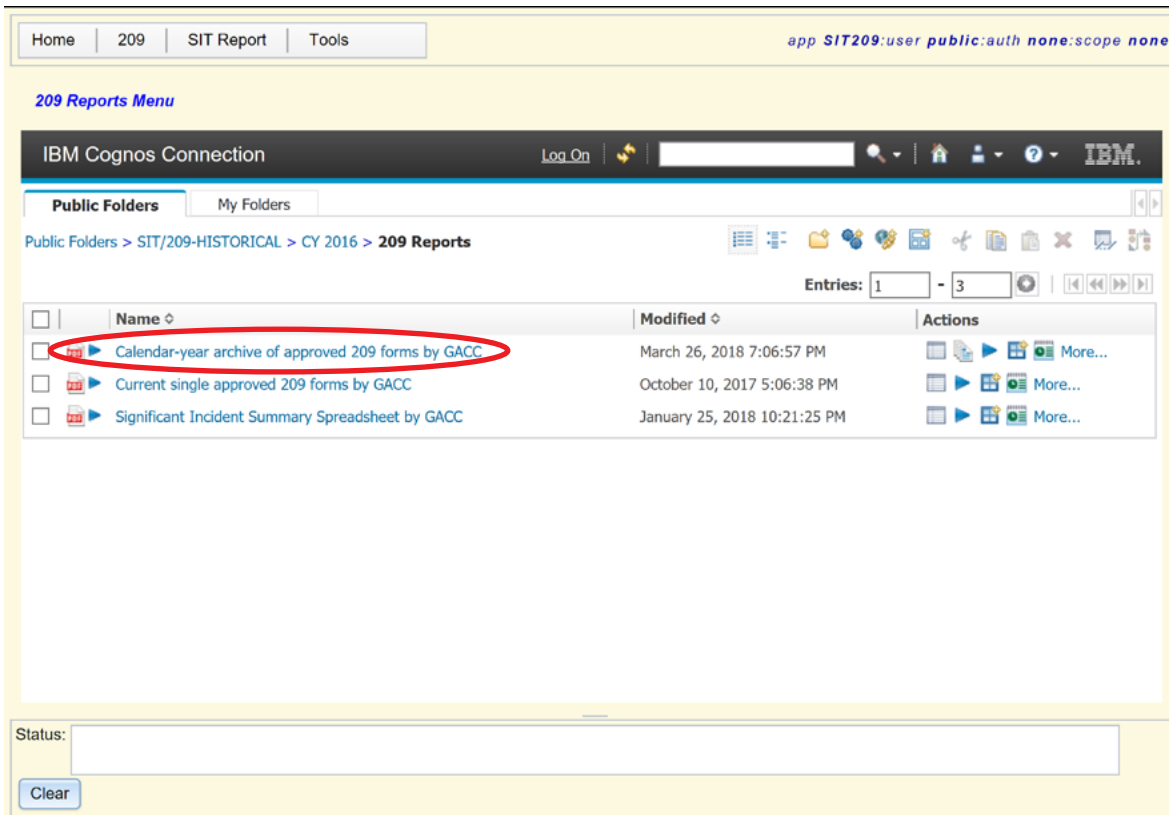 Home 209 SIT Report Tools app SIT209:user public:auth none:scope none
209 Reports Menu
IBM Cognos Connection Log On IBM.
Public Folders My Folders
Public Folders > SIT/209-HISTORICAL > CY 2016 > 209 Reports
Entries: 1 - 3
Name Modified Actions
Calendar-year archive of approved 209 forms by GACC March 26, 2018 7:06:57 PM More...
Current single approved 209 forms by GACC October 10, 2017 5:06:38 PM More...
Significant Incident Summary Spreadsheet by GACC January 25, 2018 10:21:25 PM More...
Status:
Clear